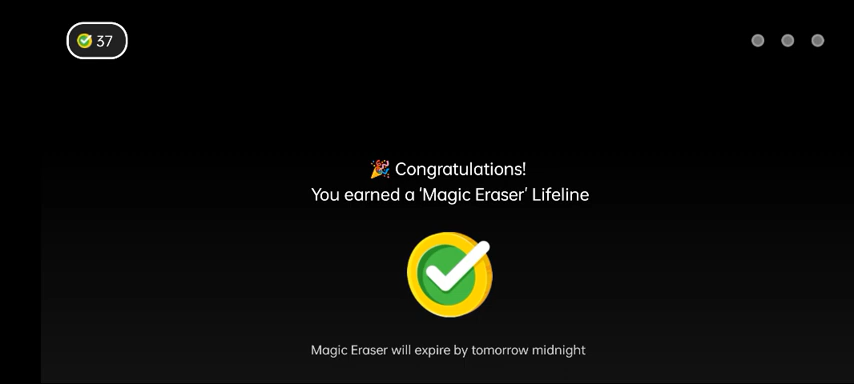 37
Congratulations!
You earned a 'Magic Eraser' Lifeline
Magic Eraser will expire by tomorrow midnight